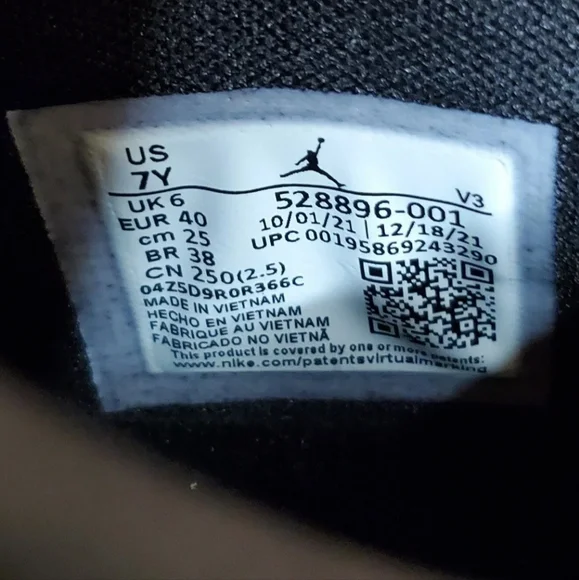 US
7Y
V3
UK 6
528896-001
EUR 40
10/01/21 | 12/18/21
cm 25
UPC 00195869243290
BR 38
CN 250(2.5)
04Z5D9R0R366C
MADE IN VIETNAM
HECHO EN VIETNAM
FABRIQUE AU VIETNAM
FABRICADO NO VIETNÃ
This product is covered by one or more patents:
www.nike.com/patentsvirtualmarking